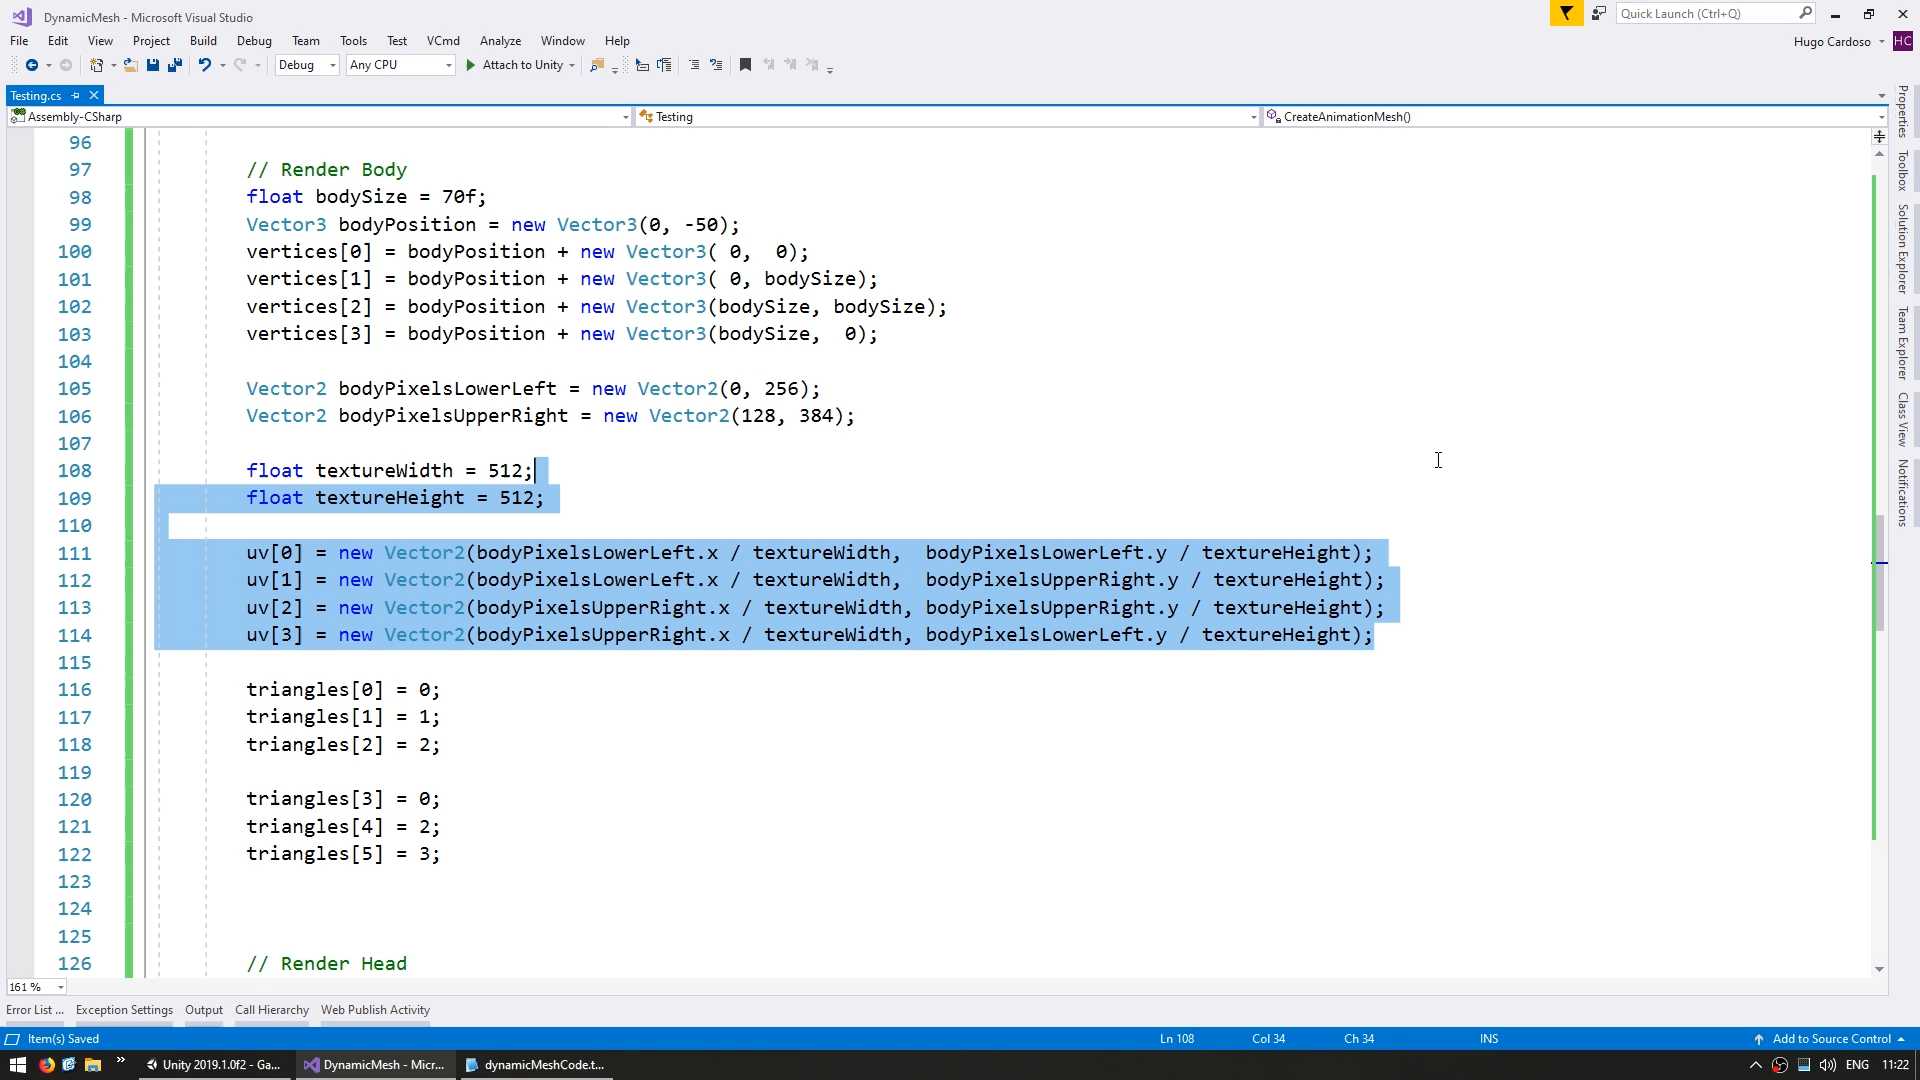 DynamicMesh - Microsoft Visual Studio
Quick Launch (Ctrl+Q)
File Edit View Project Build Debug Team Tools Test VCmd Analyze Window Help
Hugo Cardoso HC
Debug Any CPU Attach to Unity
Testing.cs
Assembly-CSharp Testing CreateAnimationMesh()
96
97 // Render Body
98 float bodySize = 70f;
99 Vector3 bodyPosition = new Vector3(0, -50);
100 vertices[0] = bodyPosition + new Vector3( 0,  0);
101 vertices[1] = bodyPosition + new Vector3( 0, bodySize);
102 vertices[2] = bodyPosition + new Vector3(bodySize, bodySize);
103 vertices[3] = bodyPosition + new Vector3(bodySize,  0);
104
105 Vector2 bodyPixelsLowerLeft = new Vector2(0, 256);
106 Vector2 bodyPixelsUpperRight = new Vector2(128, 384);
107
108 float textureWidth = 512;
109 float textureHeight = 512;
110
111 uv[0] = new Vector2(bodyPixelsLowerLeft.x / textureWidth,  bodyPixelsLowerLeft.y / textureHeight);
112 uv[1] = new Vector2(bodyPixelsLowerLeft.x / textureWidth,  bodyPixelsUpperRight.y / textureHeight);
113 uv[2] = new Vector2(bodyPixelsUpperRight.x / textureWidth, bodyPixelsUpperRight.y / textureHeight);
114 uv[3] = new Vector2(bodyPixelsUpperRight.x / textureWidth, bodyPixelsLowerLeft.y / textureHeight);
115
116 triangles[0] = 0;
117 triangles[1] = 1;
118 triangles[2] = 2;
119
120 triangles[3] = 0;
121 triangles[4] = 2;
122 triangles[5] = 3;
123
124
125
126 // Render Head
Properties
Toolbox
Solution Explorer
Team Explorer
Class View
Notifications
161 %
Error List ... Exception Settings Output Call Hierarchy Web Publish Activity
Item(s) Saved Ln 108 Col 34 Ch 34 INS Add to Source Control
Unity 2019.1.0f2 - Ga... DynamicMesh - Micr... dynamicMeshCode.t... ENG 11:22